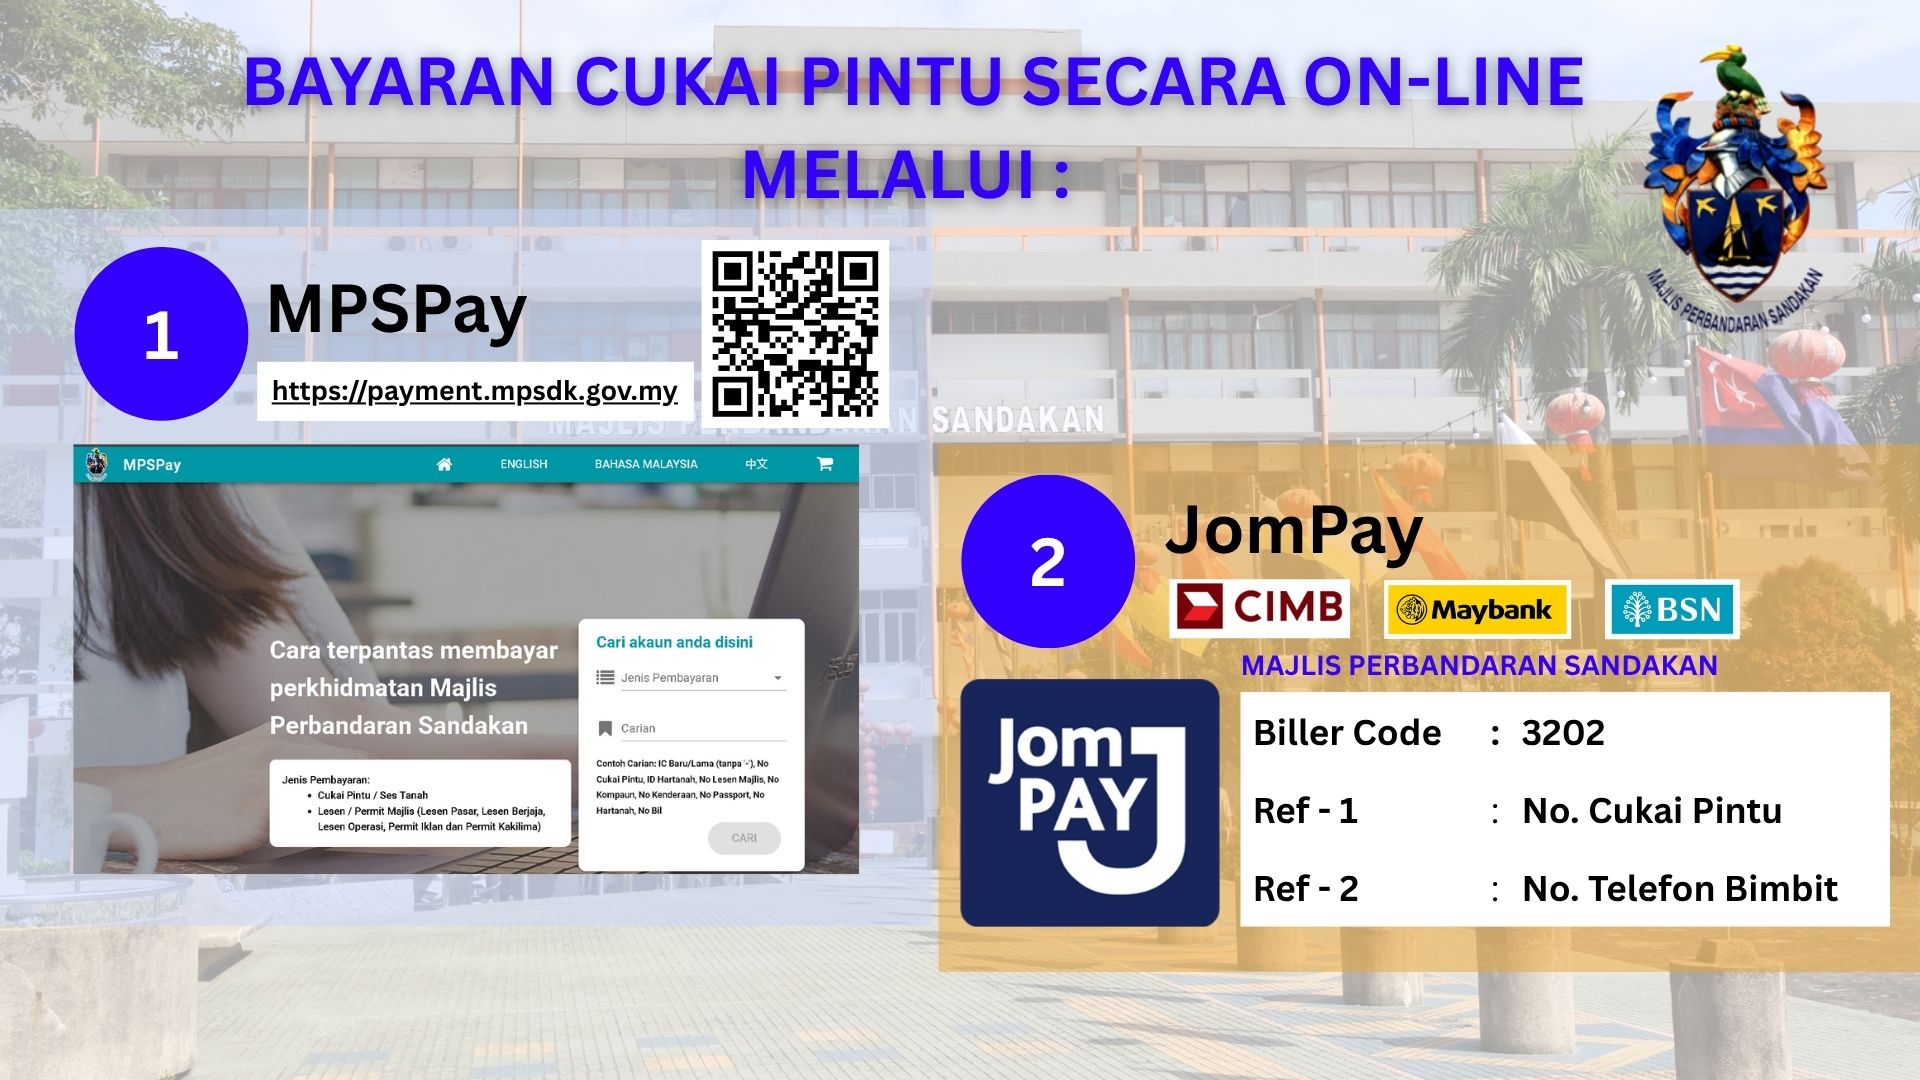 BAYARAN CUKAI PINTU SECARA ON-LINE
MELALUI :
MAJLIS PERBANDARAN SANDAKAN
1
MPSPay
https://payment.mpsdk.gov.my
MAJLIS PERBANDARAN SANDAKAN
MPSPay
ENGLISH
BAHASA MALAYSIA
中文
Cara terpantas membayar
perkhidmatan Majlis
Perbandaran Sandakan
Jenis Pembayaran:
• Cukai Pintu / Ses Tanah
• Lesen / Permit Majlis (Lesen Pasar, Lesen Berjaja,
Lesen Operasi, Permit Iklan dan Permit Kakilima)
Cari akaun anda disini
Jenis Pembayaran
Carian
Contoh Carian: IC Baru/Lama (tanpa '-'), No
Cukai Pintu, ID Hartanah, No Lesen Majlis, No
Kompaun, No Kenderaan, No Passport, No
Hartanah, No Bil
CARI
ASUS
2
JomPay
CIMB
Maybank
BSN
MAJLIS PERBANDARAN SANDAKAN
Jom
PAY
Biller Code : 3202
Ref - 1 : No. Cukai Pintu
Ref - 2 : No. Telefon Bimbit